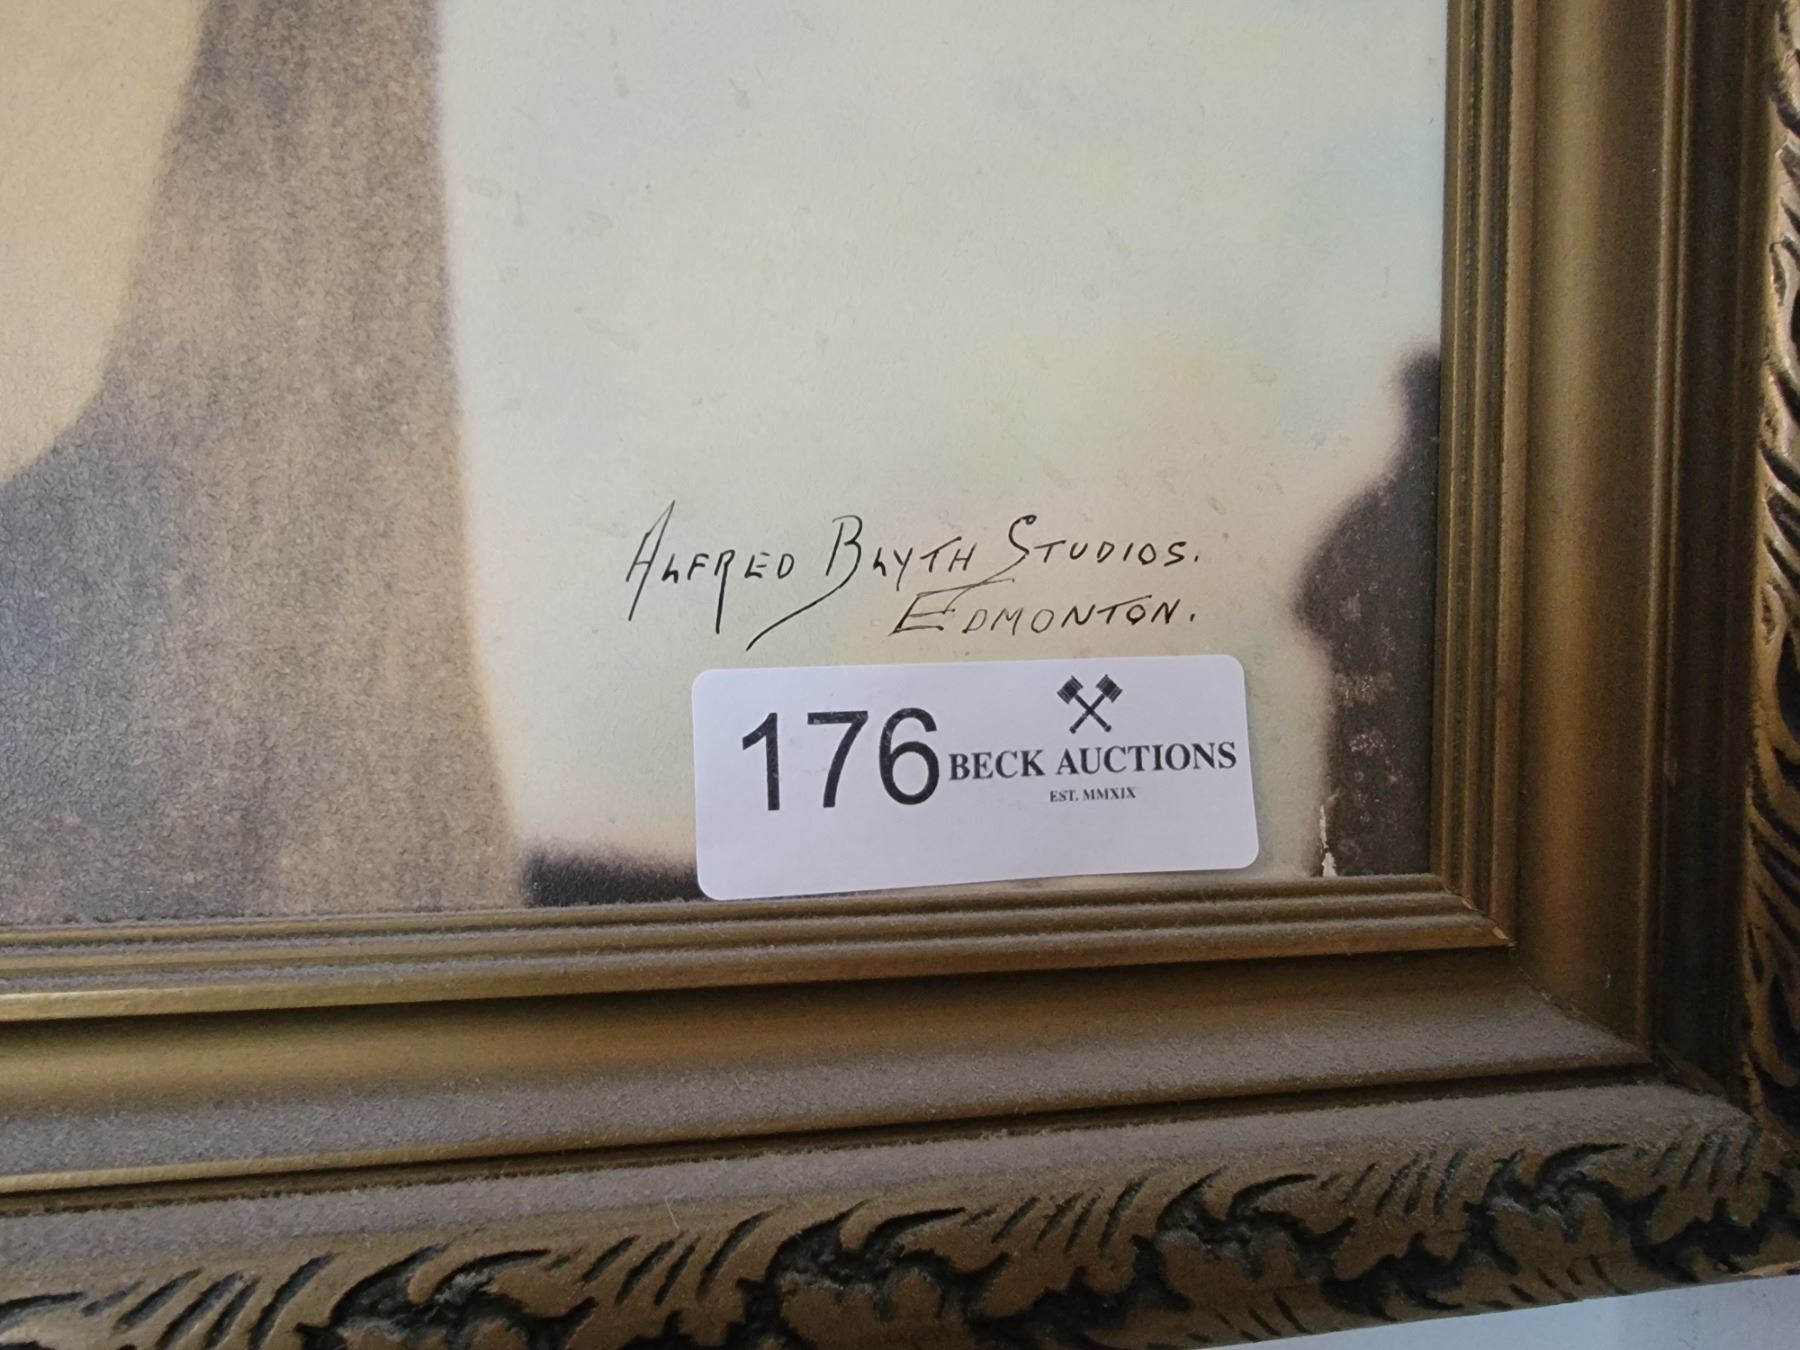 ALFRED BLYTH STUDIOS.
EDMONTON.
176 BECK AUCTIONS
EST. MMXIX